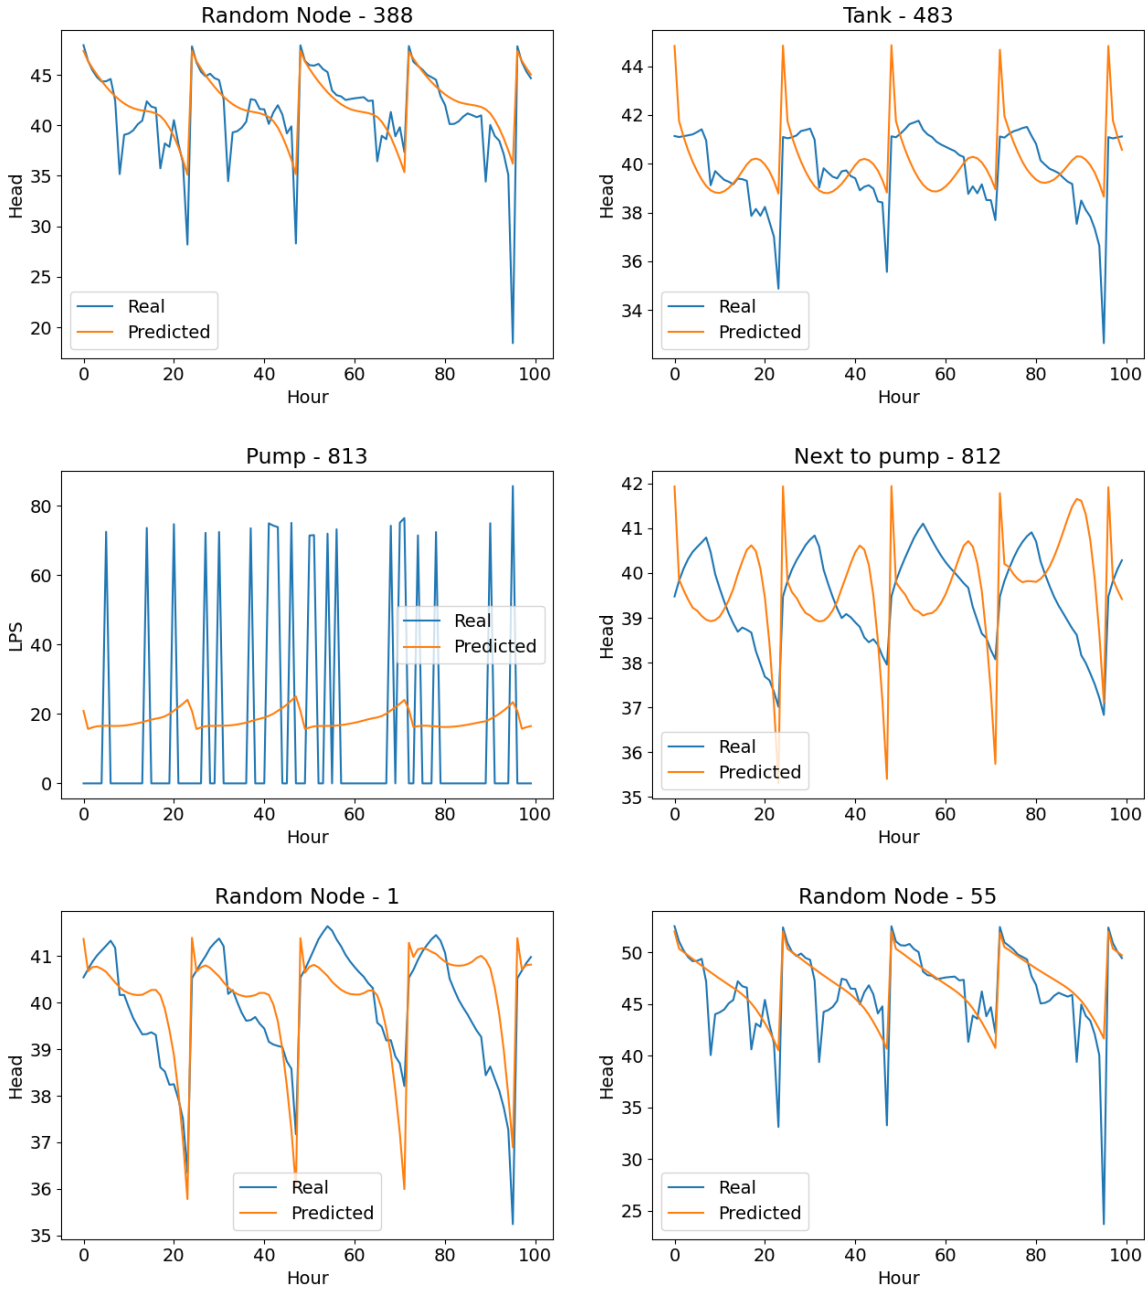 Random Node - 388
Head
45
40
35
30
25
20
Real
Predicted
0 20 40 60 80 100
Hour
Tank - 483
Head
44
42
40
38
36
34
Real
Predicted
0 20 40 60 80 100
Hour
Pump - 813
LPS
80
60
40
20
0
Real
Predicted
0 20 40 60 80 100
Hour
Next to pump - 812
Head
42
41
40
39
38
37
36
35
Real
Predicted
0 20 40 60 80 100
Hour
Random Node - 1
Head
41
40
39
38
37
36
35
Real
Predicted
0 20 40 60 80 100
Hour
Random Node - 55
Head
50
45
40
35
30
25
Real
Predicted
0 20 40 60 80 100
Hour